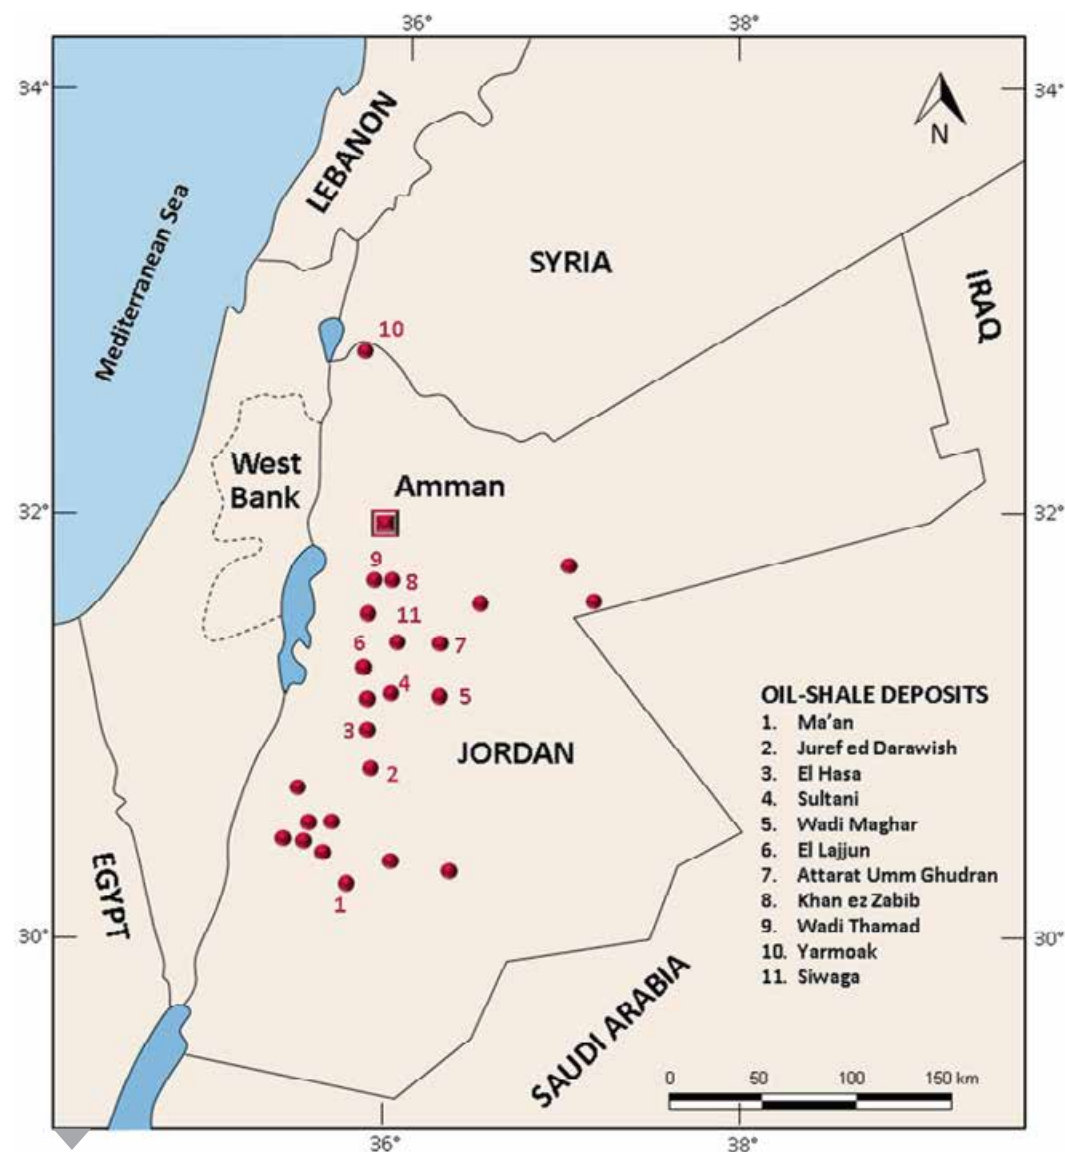 36°
38°
34°
34°
LEBANON
N
Mediterranean Sea
SYRIA
IRAQ
10
West
Bank
Amman
32°
32°
9
8
11
6
7
4
5
3
JORDAN
2
1
OIL-SHALE DEPOSITS
1. Ma'an
2. Juref ed Darawish
3. El Hasa
4. Sultani
5. Wadi Maghar
6. El Lajjun
7. Attarat Umm Ghudran
8. Khan ez Zabib
9. Wadi Thamad
10. Yarmoak
11. Siwaga
EGYPT
30°
30°
SAUDI ARABIA
0 50 100 150 km
36°
38°